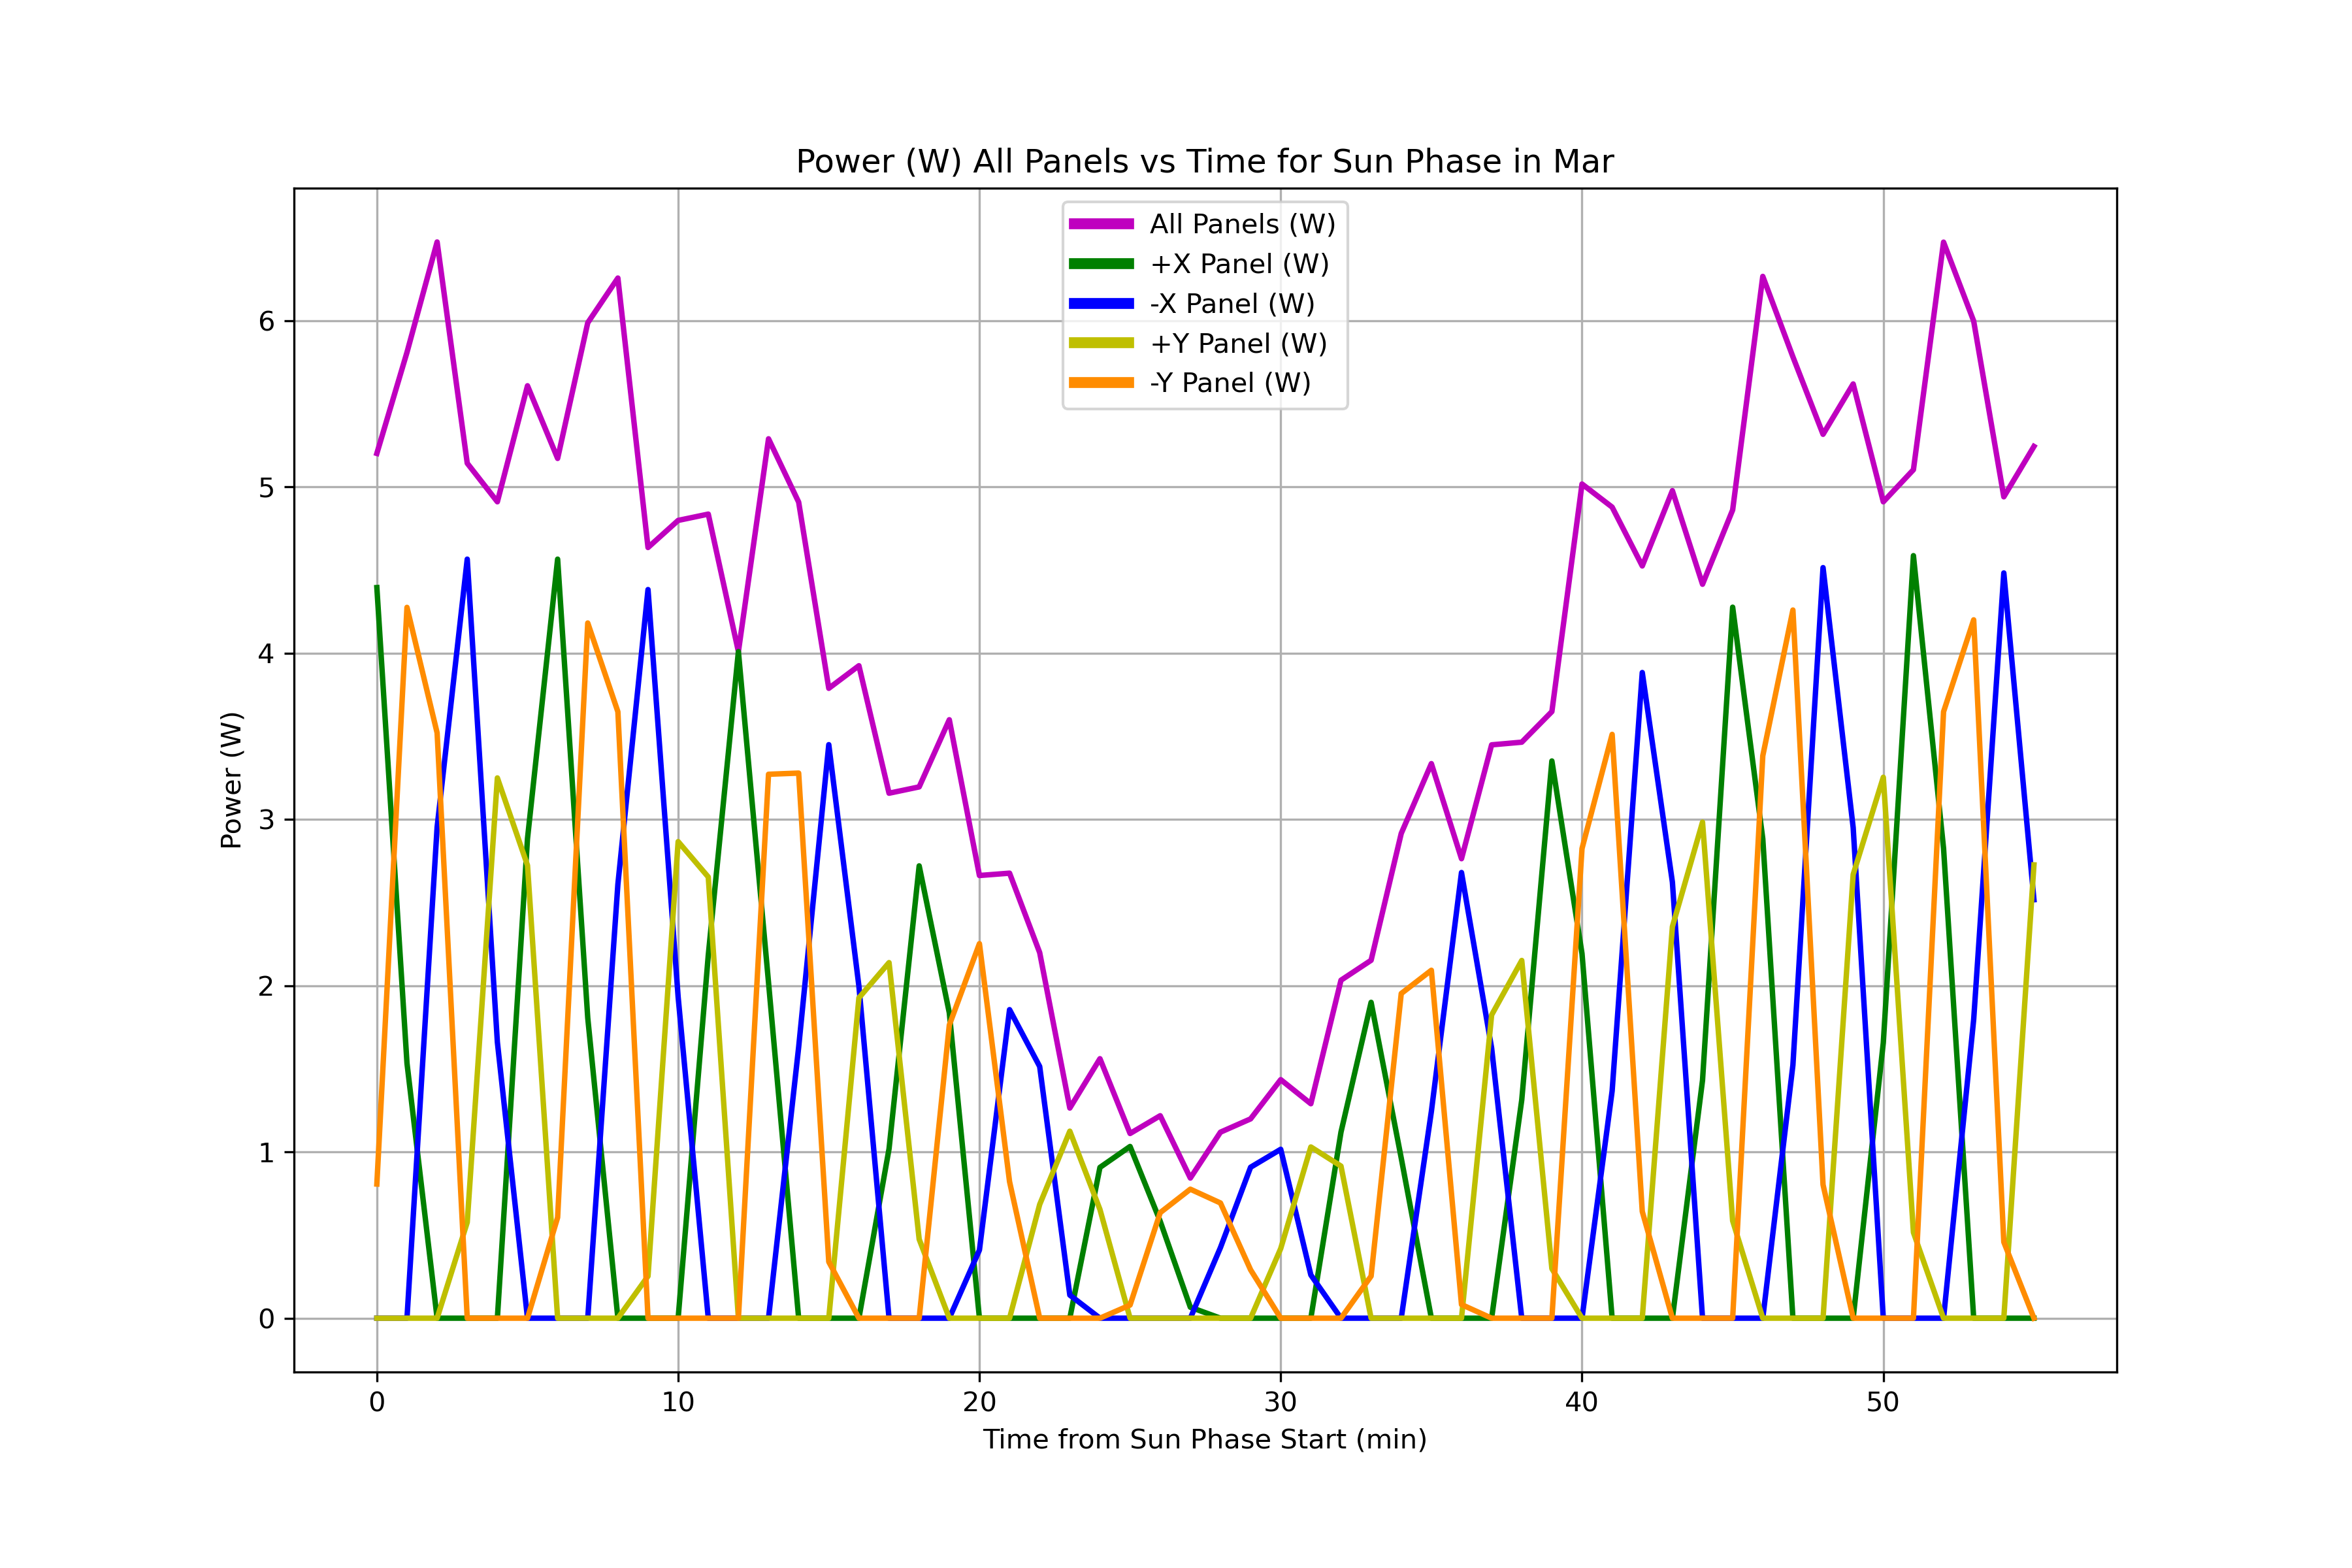 Power (W) All Panels vs Time for Sun Phase in Mar
All Panels (W)
+X Panel (W)
-X Panel (W)
+Y Panel (W)
-Y Panel (W)
Power (W)
6
5
4
3
2
1
0
0 10 20 30 40 50
Time from Sun Phase Start (min)